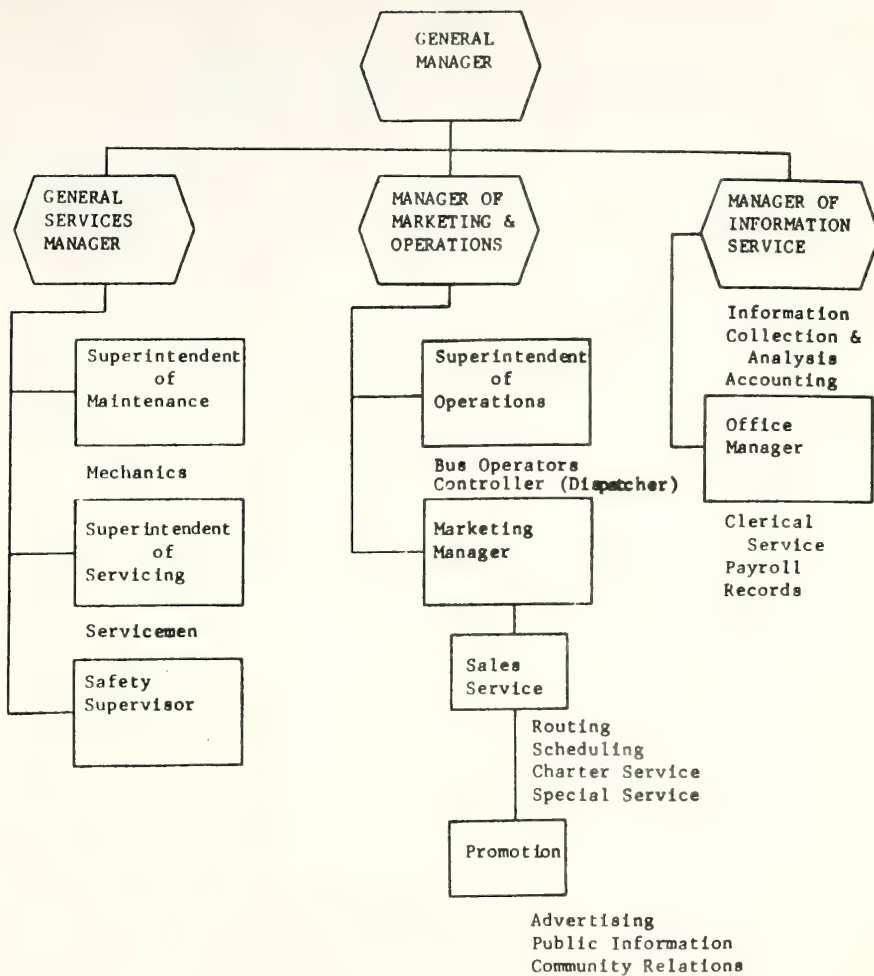 GENERAL
MANAGER
GENERAL
SERVICES
MANAGER
MANAGER OF
MARKETING &
OPERATIONS
MANAGER OF
INFORMATION
SERVICE
Information
Collection &
Analysis
Accounting
Superintendent
of
Maintenance
Mechanics
Superintendent
of
Servicing
Servicemen
Safety
Supervisor
Superintendent
of
Operations
Bus Operators
Controller (Dispatcher)
Marketing
Manager
Sales
Service
Routing
Scheduling
Charter Service
Special Service
Promotion
Advertising
Public Information
Community Relations
Office
Manager
Clerical
Service
Payroll
Records